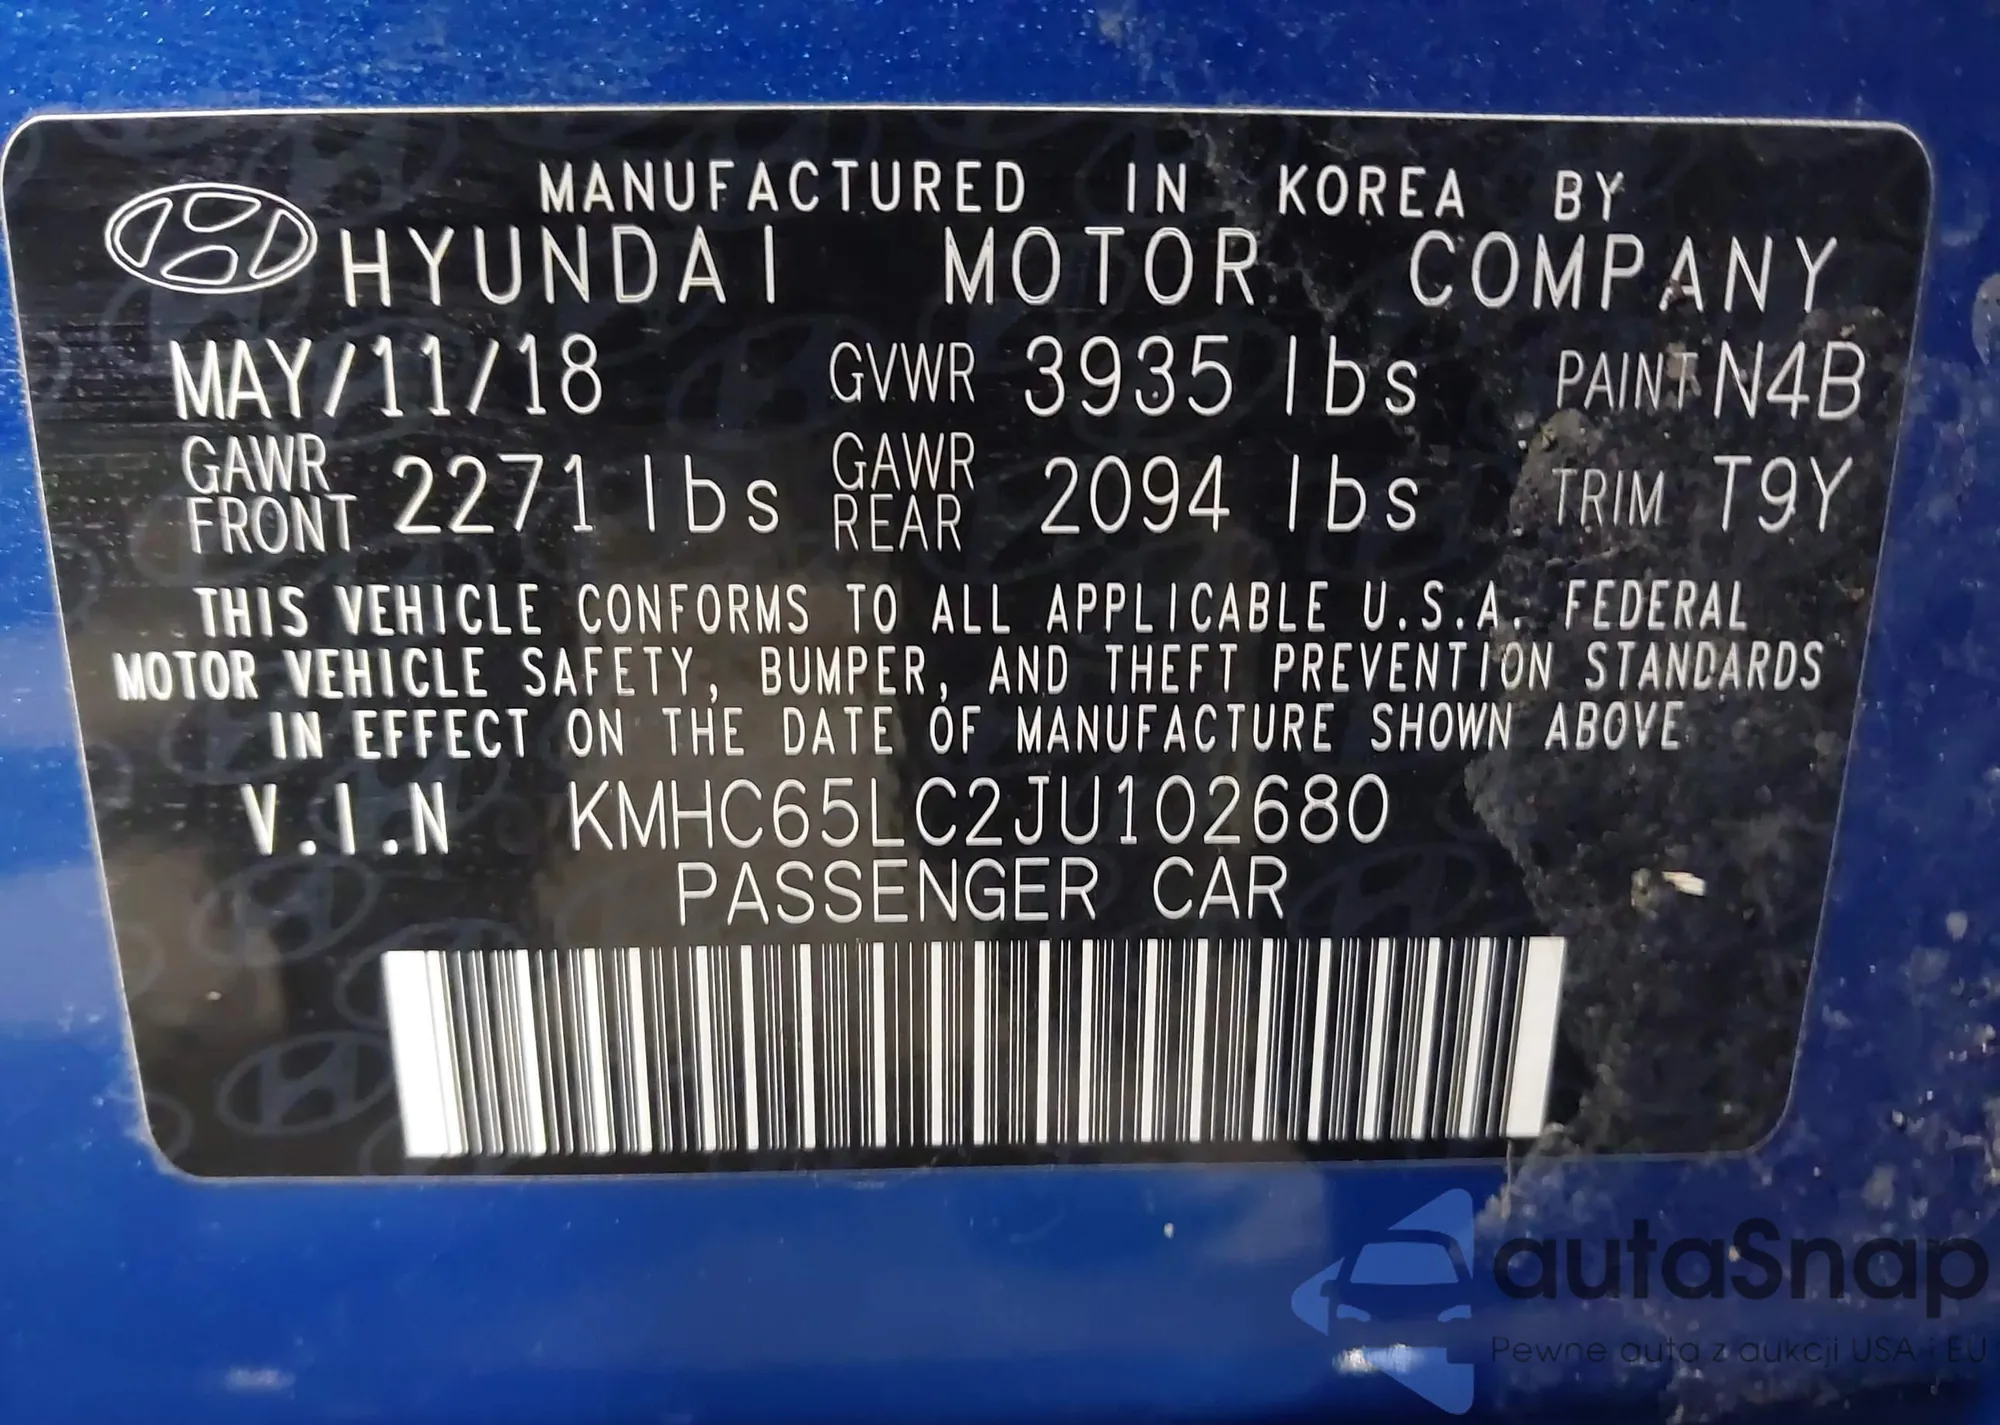 MANUFACTURED IN KOREA BY
HYUNDAI MOTOR COMPANY
MAY/11/18 GVWR 3935 lbs PAINT N4B
GAWR FRONT 2271 lbs GAWR REAR 2094 lbs TRIM T9Y
THIS VEHICLE CONFORMS TO ALL APPLICABLE U.S.A. FEDERAL
MOTOR VEHICLE SAFETY, BUMPER, AND THEFT PREVENTION STANDARDS
IN EFFECT ON THE DATE OF MANUFACTURE SHOWN ABOVE
V.I.N KMHC65LC2JU102680
PASSENGER CAR
autaSnap
Pewne auta z aukcji USA i EU